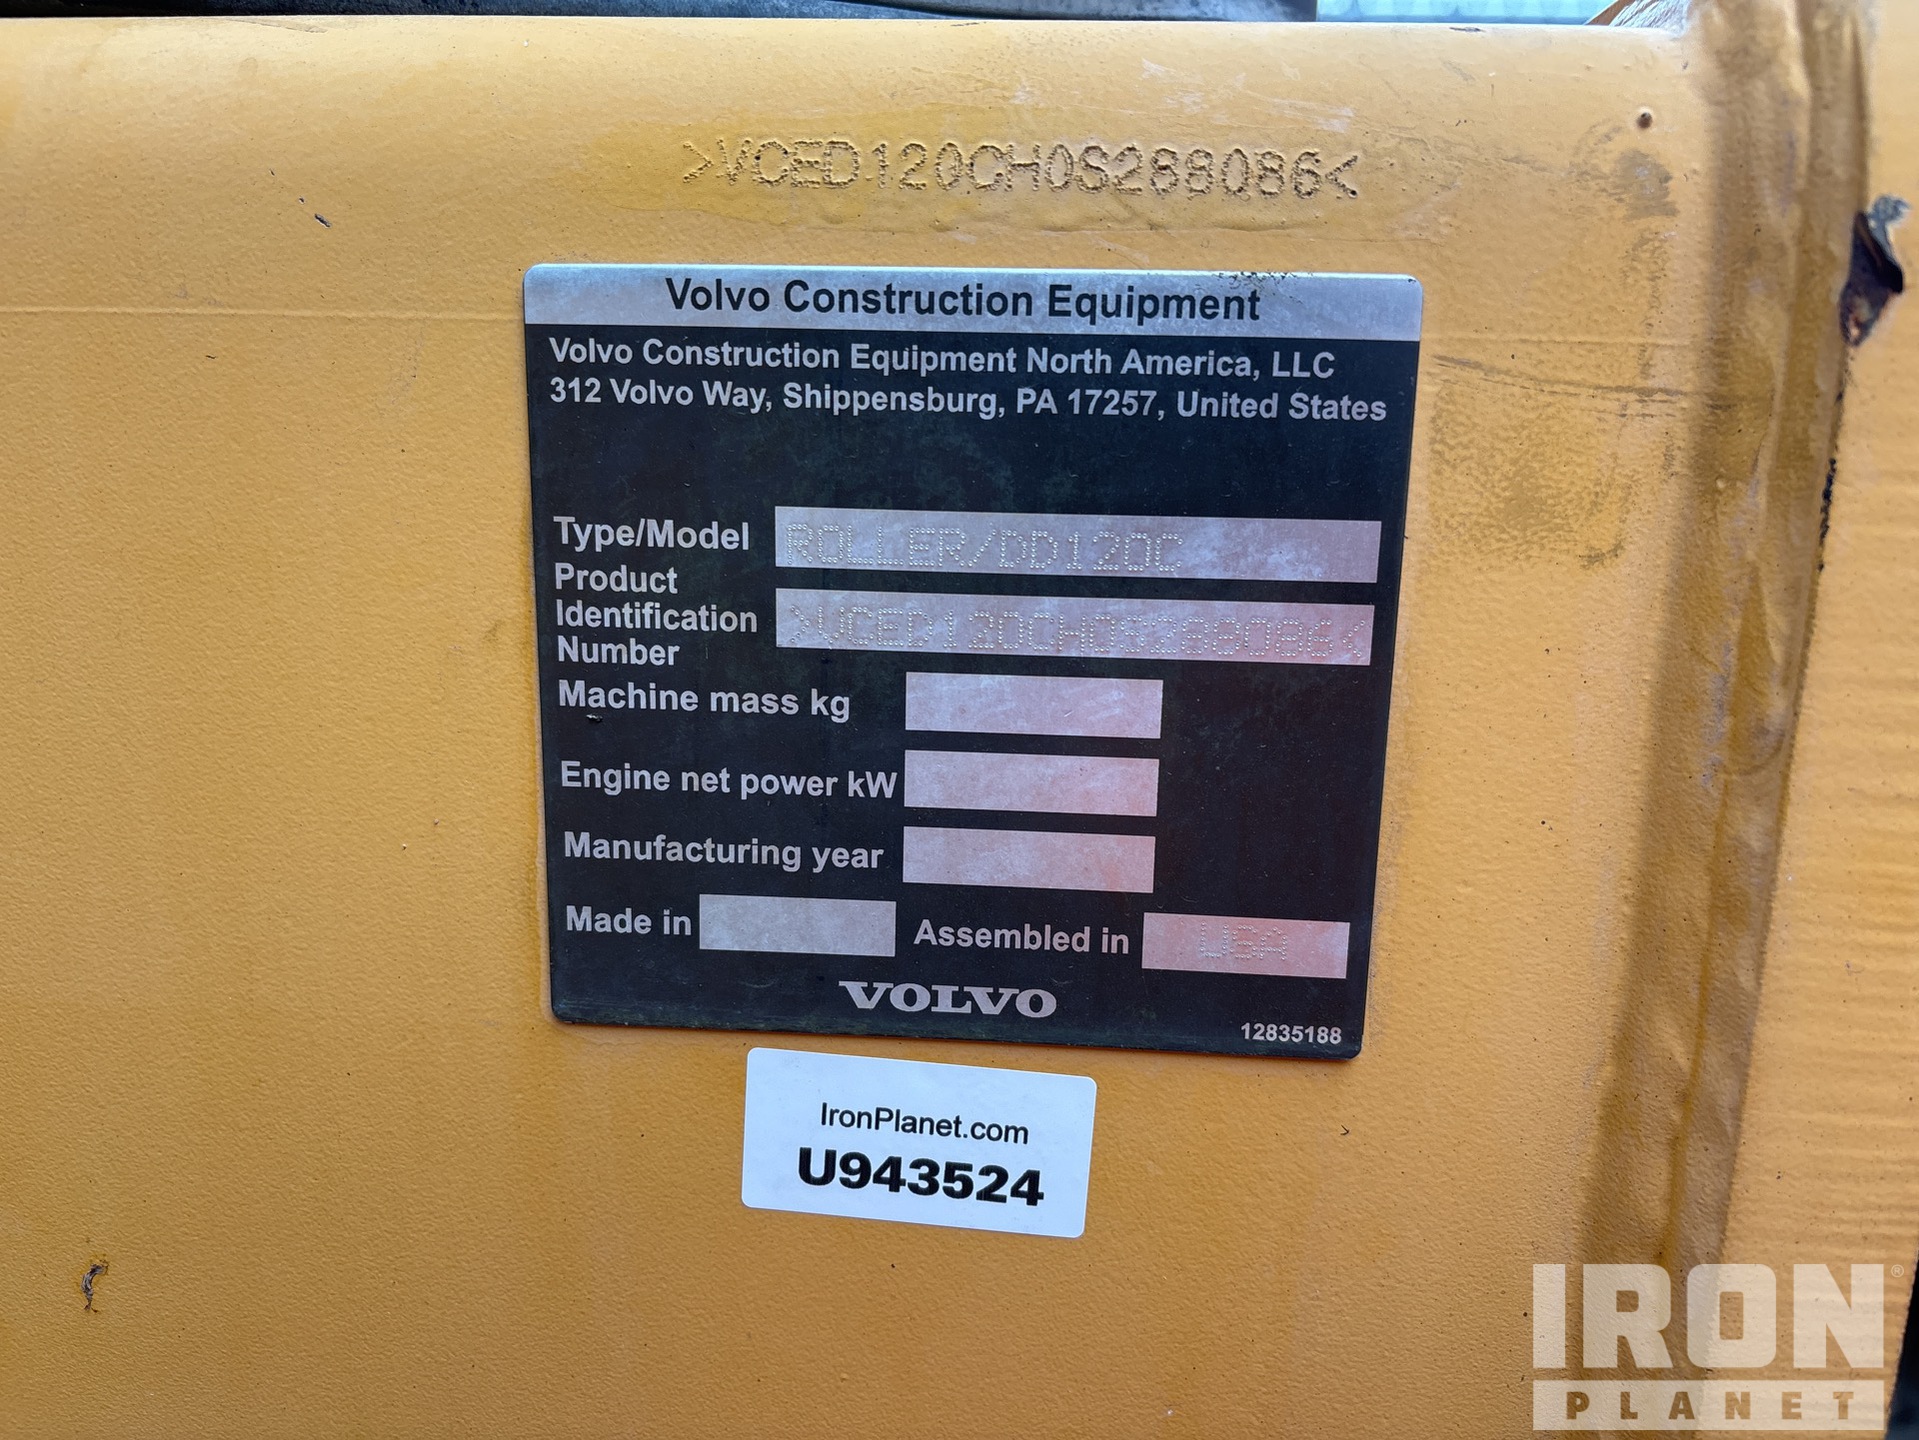 >VCED120CH0S288086<
Volvo Construction Equipment
Volvo Construction Equipment North America, LLC
312 Volvo Way, Shippensburg, PA 17257, United States
Type/Model ROLLER/DD120C
Product
Identification
Number >VCED120CH0S288086<
Machine mass kg
Engine net power kW
Manufacturing year
Made in
Assembled in USA
VOLVO
12835188
IronPlanet.com
U943524
IRON®
PLANET